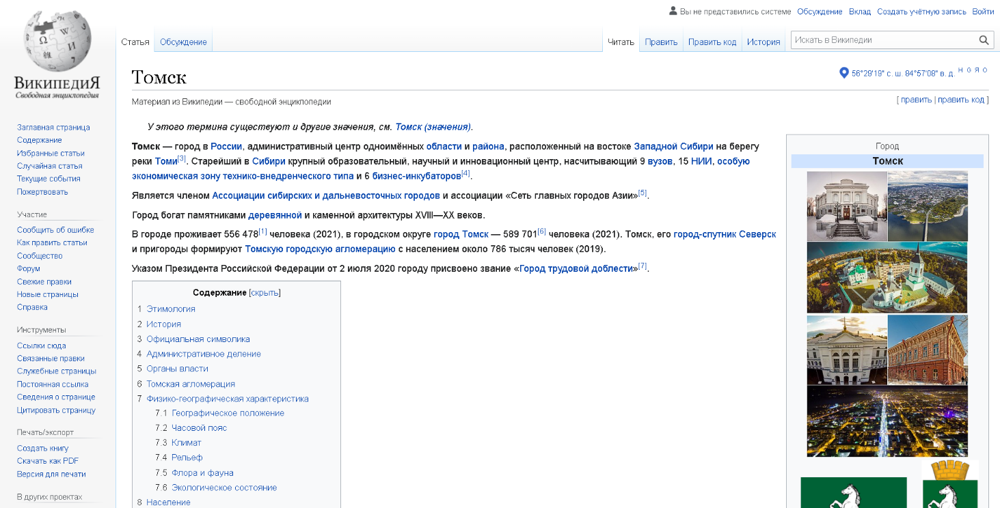 Вы не представились системе Обсуждение Вклад Создать учётную запись Войти
Статья Обсуждение Читать Править Править код История Искать в Википедии
ВИКИПЕДИЯ
Свободная энциклопедия
Заглавная страница
Содержание
Избранные статьи
Случайная статья
Текущие события
Пожертвовать
Участие
Сообщить об ошибке
Как править статьи
Сообщество
Форум
Свежие правки
Новые страницы
Справка
Инструменты
Ссылки сюда
Связанные правки
Служебные страницы
Постоянная ссылка
Сведения о странице
Цитировать страницу
Печать/экспорт
Создать книгу
Скачать как PDF
Версия для печати
В других проектах
Томск
56°29'19" с. ш. 84°57'08" в. д. H G Я O
Материал из Википедии — свободной энциклопедии
[ править | править код ]
У этого термина существуют и другие значения, см. Томск (значения).
Томск — город в России, административный центр одноимённых области и района, расположенный на востоке Западной Сибири на берегу
реки Томи[3]. Старейший в Сибири крупный образовательный, научный и инновационный центр, насчитывающий 9 вузов, 15 НИИ, особую
экономическая зону технико-внедренческого типа и 6 бизнес-инкубаторов[4].
Является членом Ассоциации сибирских и дальневосточных городов и ассоциации «Сеть главных городов Азии»[5].
Город богат памятниками деревянной и каменной архитектуры XVIII—XX веков.
В городе проживает 556 478[1] человека (2021), в городском округе город Томск — 589 701[6] человека (2021). Томск, его город-спутник Северск
и пригороды формируют Томскую городскую агломерацию с населением около 786 тысяч человек (2019).
Указом Президента Российской Федерации от 2 июля 2020 городу присвоено звание «Город трудовой доблести»[7].
Содержание [скрыть]
1 Этимология
2 История
3 Официальная символика
4 Административное деление
5 Органы власти
6 Томская агломерация
7 Физико-географическая характеристика
7.1 Географическое положение
7.2 Часовой пояс
7.3 Климат
7.4 Рельеф
7.5 Флора и фауна
7.6 Экологическое состояние
8 Население
Город
Томск